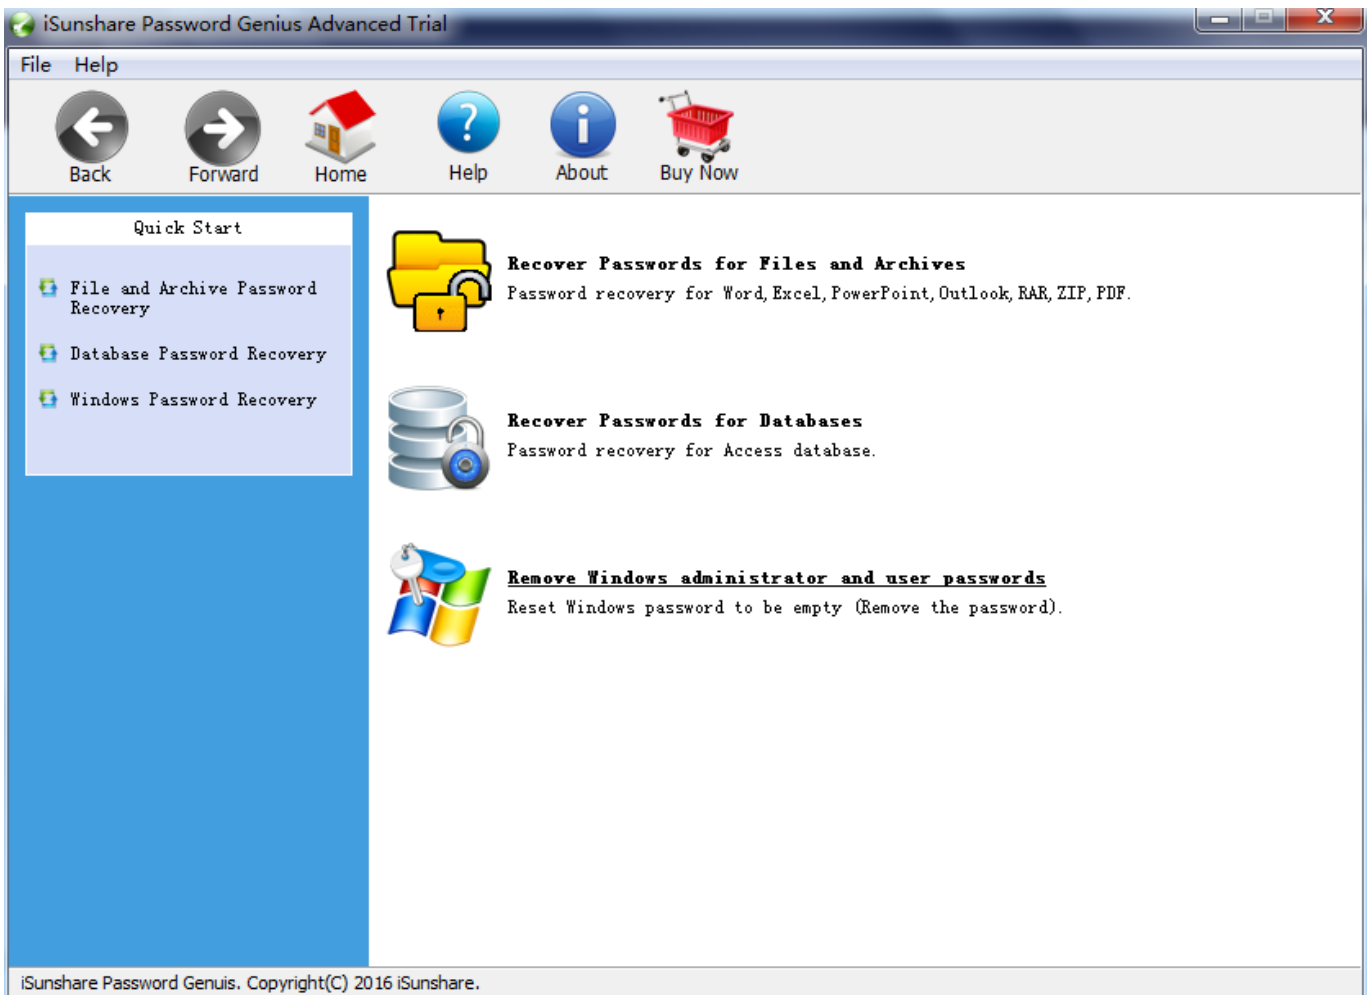 iSunshare Password Genius Advanced Trial
File Help
Back Forward Home Help About Buy Now
Quick Start
File and Archive Password
Recovery
Database Password Recovery
Windows Password Recovery
Recover Passwords for Files and Archives
Password recovery for Word, Excel, PowerPoint, Outlook, RAR, ZIP, PDF.
Recover Passwords for Databases
Password recovery for Access database.
Remove Windows administrator and user passwords
Reset Windows password to be empty (Remove the password).
iSunshare Password Genuis. Copyright(C) 2016 iSunshare.